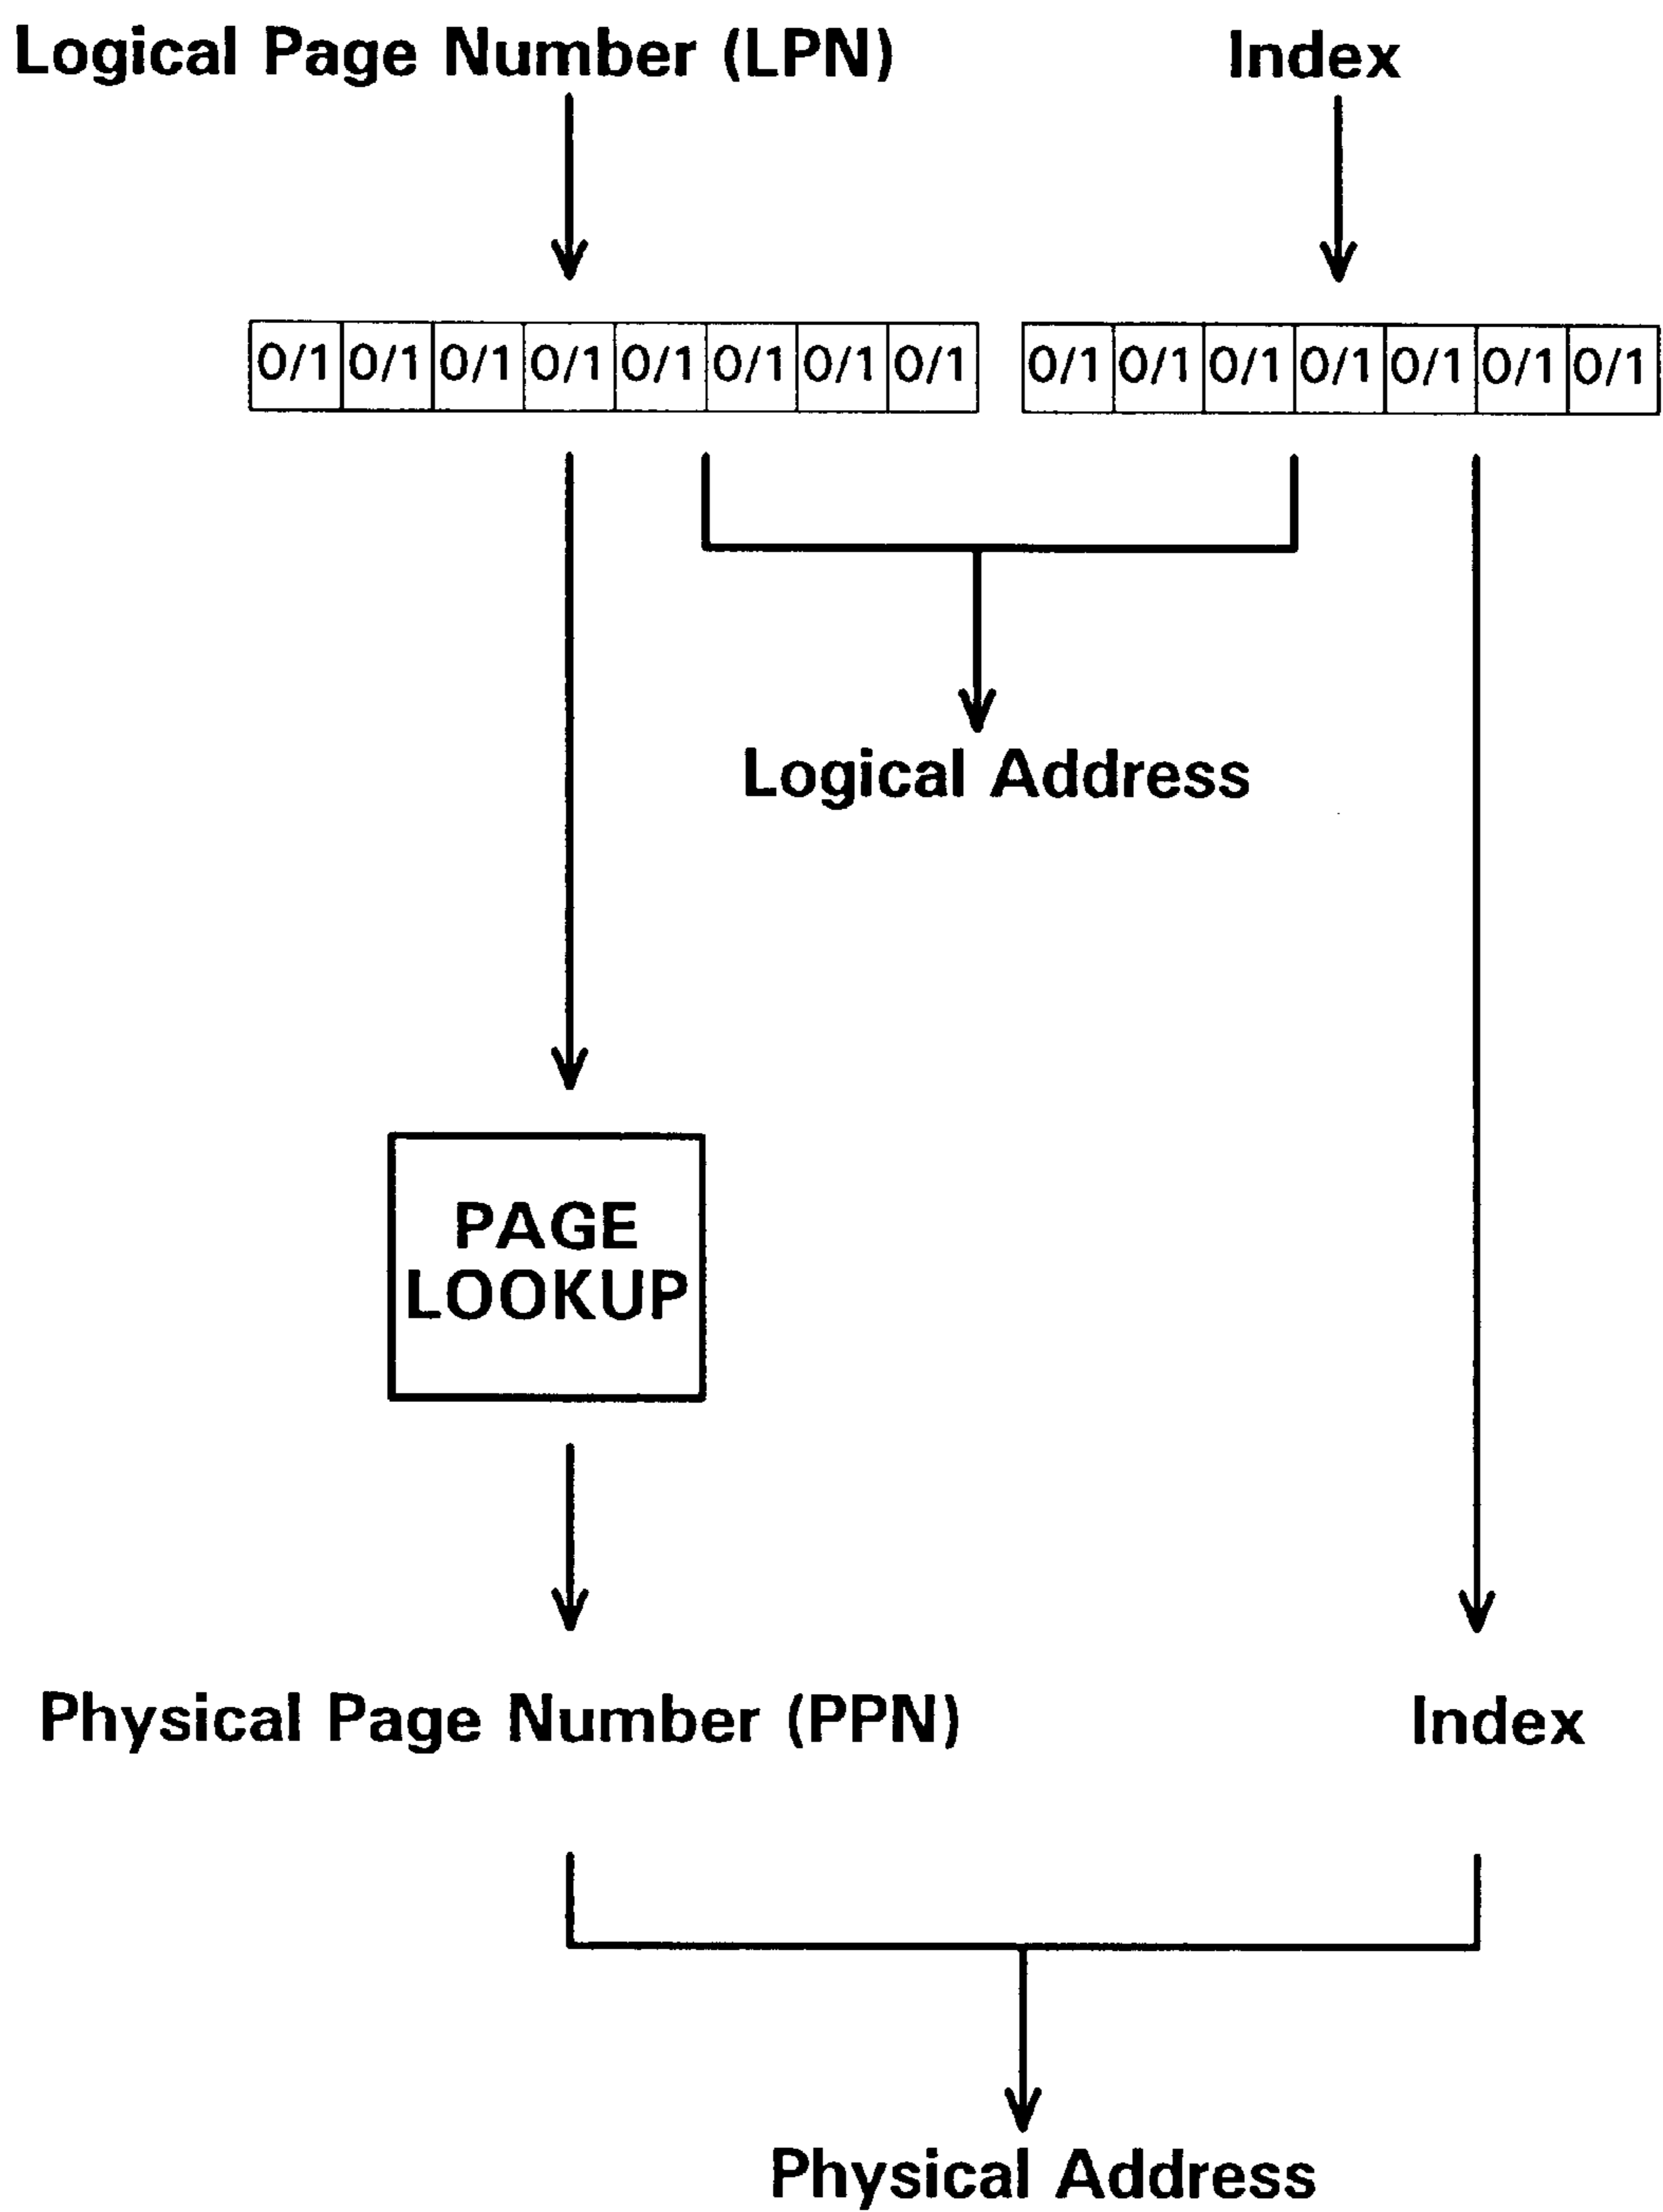 Logical Page Number (LPN) Index
0/1 0/1 0/1 0/1 0/1 0/1 0/1 0/1 0/1 0/1 0/1 0/1 0/1 0/1 0/1
Logical Address
PAGE
LOOKUP
Physical Page Number (PPN) Index
Physical Address